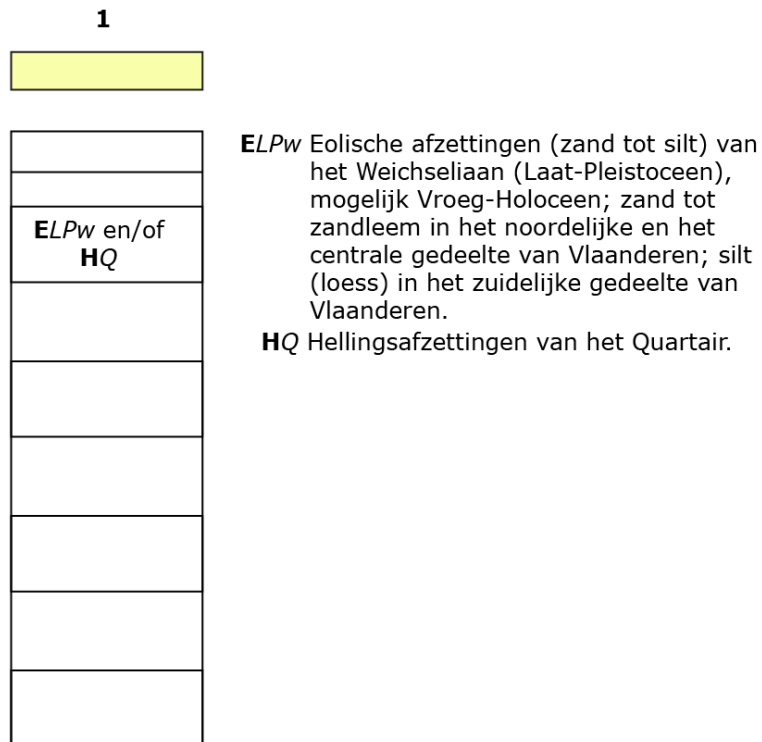 1
ELPw en/of
HQ
ELPw Eolische afzettingen (zand tot silt) van
het Weichseliaan (Laat-Pleistoceen),
mogelijk Vroeg-Holoceen; zand tot
zandleem in het noordelijke en het
centrale gedeelte van Vlaanderen; silt
(loess) in het zuidelijke gedeelte van
Vlaanderen.
HQ Hellingsafzettingen van het Quartair.